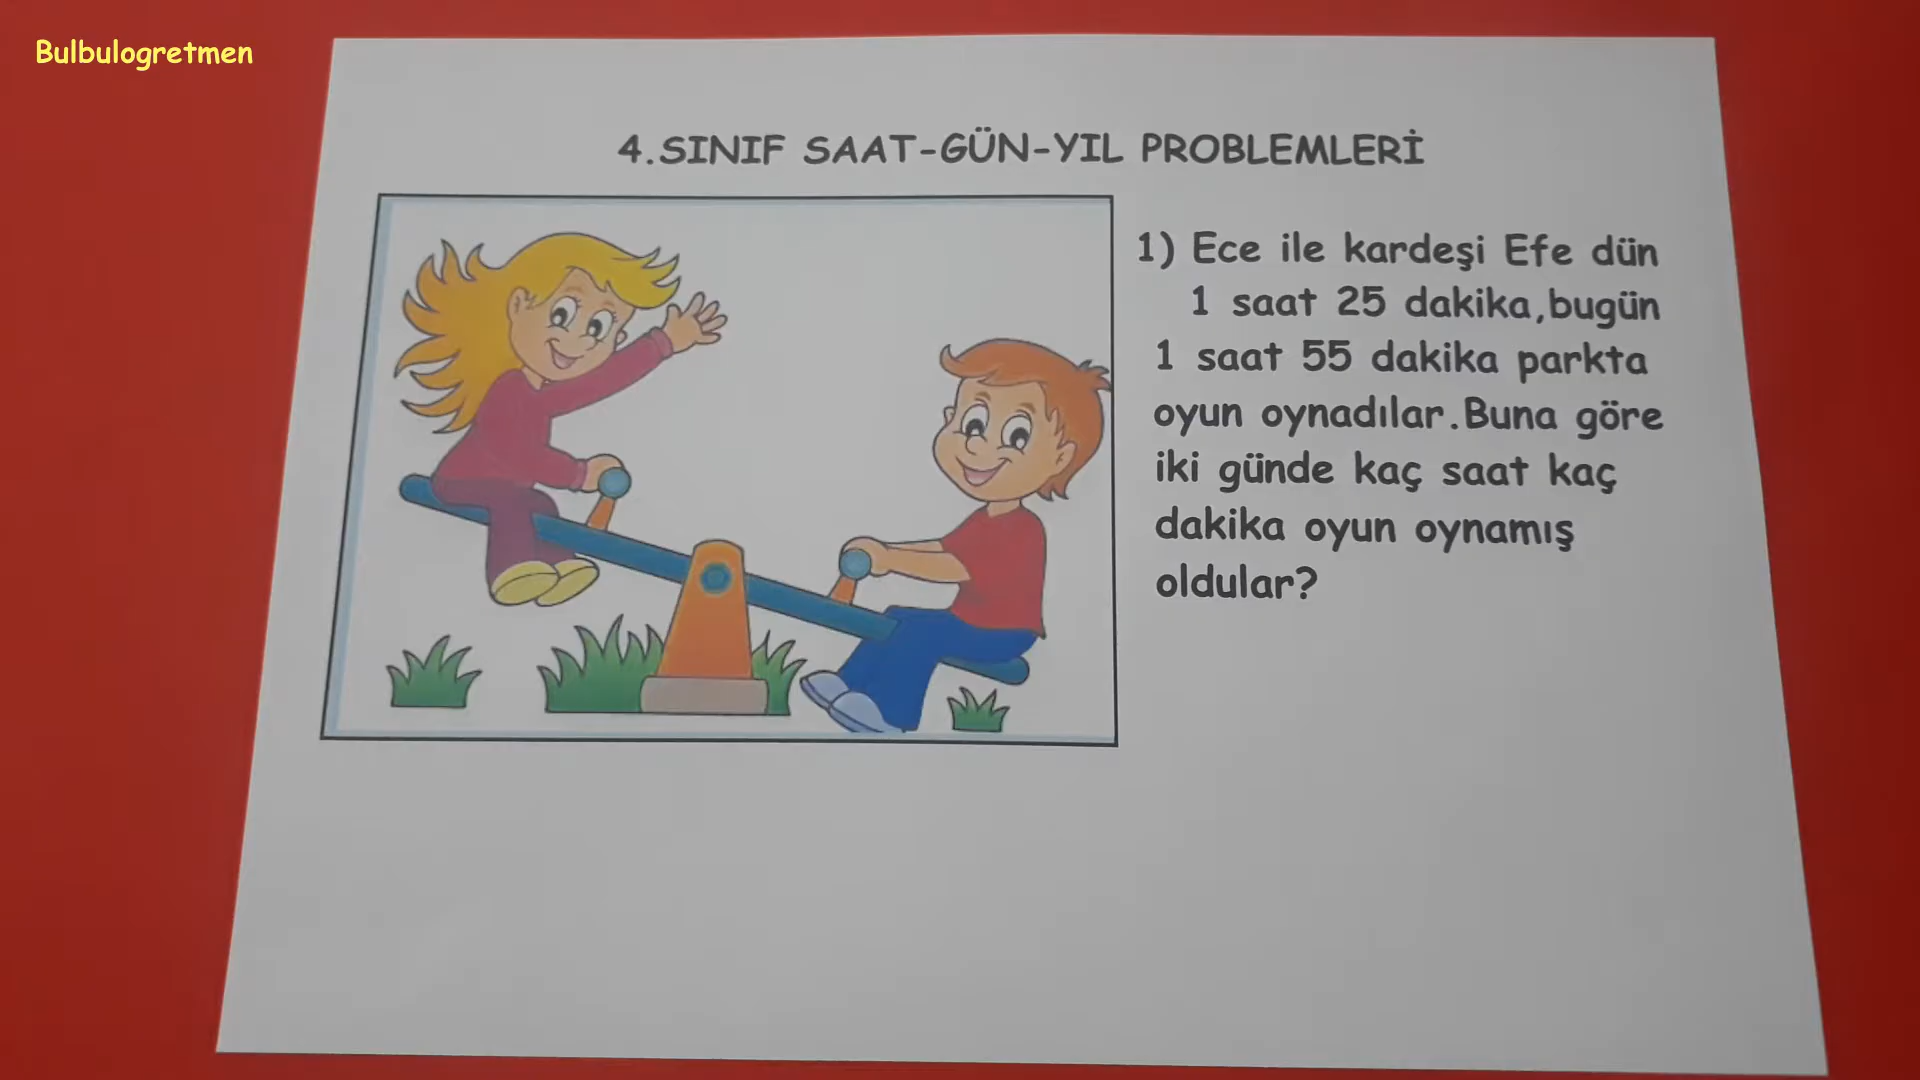 Bulbulogretmen
4.SINIF SAAT-GÜN-YIL PROBLEMLERİ
1) Ece ile kardeşi Efe dün
1 saat 25 dakika,bugün
1 saat 55 dakika parkta
oyun oynadılar.Buna göre
iki günde kaç saat kaç
dakika oyun oynamış
oldular?